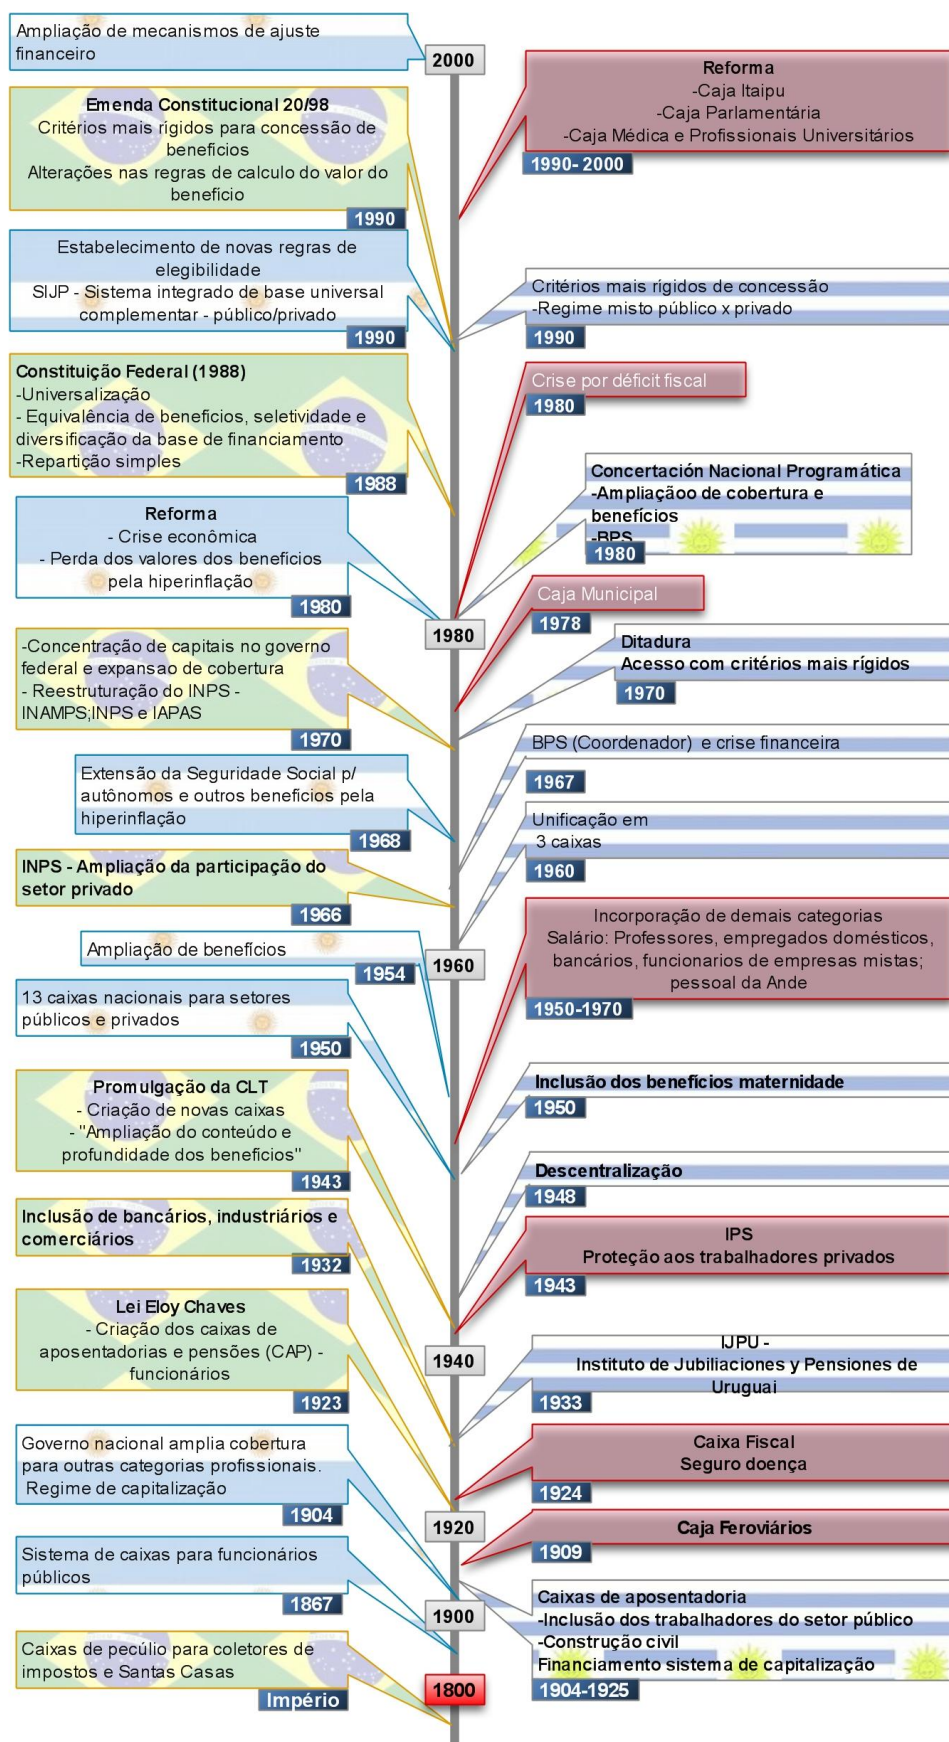 Ampliação de mecanismos de ajuste
financeiro
2000
Reforma
-Caja Itaipu
-Caja Parlamentária
-Caja Médica e Profissionais Universitários
1990- 2000
Emenda Constitucional 20/98
Critérios mais rígidos para concessão de
benefícios
Alterações nas regras de calculo do valor do
benefício
1990
Estabelecimento de novas regras de
elegibilidade
SIJP - Sistema integrado de base universal
complementar - público/privado
1990
Critérios mais rígidos de concessão
-Regime misto público x privado
1990
Constituição Federal (1988)
-Universalização
- Equivalência de benefícios, seletividade e
diversificação da base de financiamento
-Repartição simples
1988
Crise por déficit fiscal
1980
Concertación Nacional Programática
-Ampliaçãoo de cobertura e
benefícios
-BPS
1980
Reforma
- Crise econômica
- Perda dos valores dos benefícios
pela hiperinflação
1980
1980
Caja Municipal
1978
Ditadura
Acesso com critérios mais rígidos
1970
-Concentração de capitais no governo
federal e expansao de cobertura
- Reestruturação do INPS -
INAMPS;INPS e IAPAS
1970
BPS (Coordenador) e crise financeira
1967
Extensão da Seguridade Social p/
autônomos e outros benefícios pela
hiperinflação
1968
Unificação em
3 caixas
1960
INPS - Ampliação da participação do
setor privado
1966
Incorporação de demais categorias
Salário: Professores, empregados domésticos,
bancários, funcionarios de empresas mistas;
pessoal da Ande
1950-1970
Ampliação de benefícios
1954
1960
13 caixas nacionais para setores
públicos e privados
1950
Inclusão dos benefícios maternidade
1950
Promulgação da CLT
- Criação de novas caixas
- "Ampliação do conteúdo e
profundidade dos benefícios"
1943
Descentralização
1948
Inclusão de bancários, industriários e
comerciários
1932
IPS
Proteção aos trabalhadores privados
1943
Lei Eloy Chaves
- Criação dos caixas de
aposentadorias e pensões (CAP) -
funcionários
1923
1940
IJPU -
Instituto de Jubiliaciones y Pensiones de
Uruguai
1933
Governo nacional amplia cobertura
para outras categorias profissionais.
Regime de capitalização
1904
Caixa Fiscal
Seguro doença
1924
1920
Caja Feroviários
1909
Sistema de caixas para funcionários
públicos
1867
1900
Caixas de aposentadoria
-Inclusão dos trabalhadores do setor público
-Construção civil
Financiamento sistema de capitalização
1904-1925
Caixas de pecúlio para coletores de
impostos e Santas Casas
Império
1800